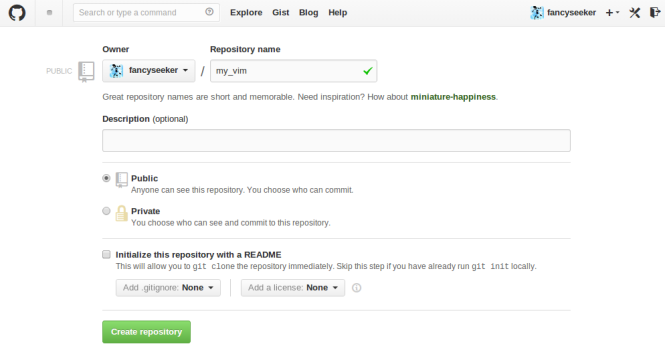 Search or type a command
Explore Gist Blog Help
fancyseeker
Owner Repository name
PUBLIC fancyseeker / my_vim
Great repository names are short and memorable. Need inspiration? How about miniature-happiness.
Description (optional)
Public
Anyone can see this repository. You choose who can commit.
Private
You choose who can see and commit to this repository.
Initialize this repository with a README
This will allow you to git clone the repository immediately. Skip this step if you have already run git init locally.
Add .gitignore: None Add a license: None
Create repository